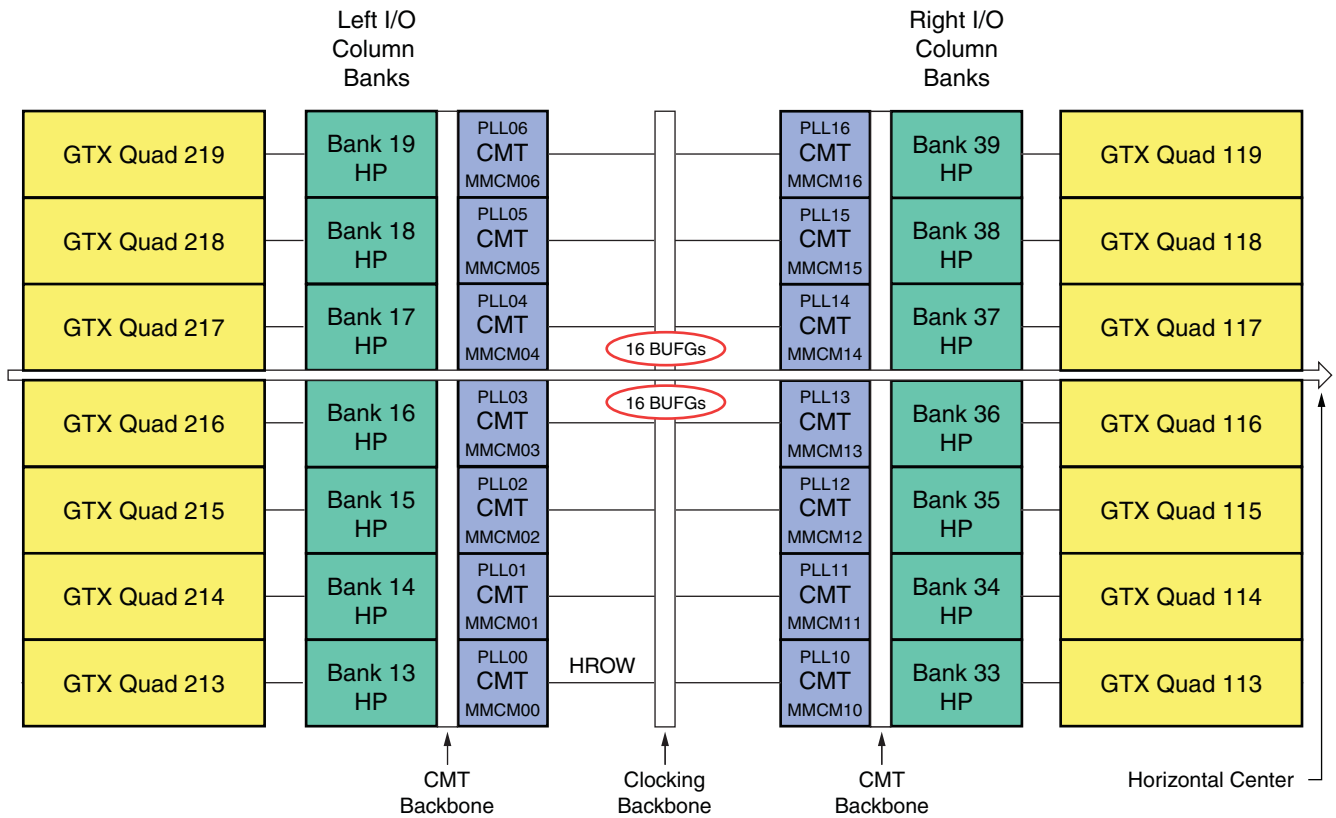 Left I/O
Column
Banks
Right I/O
Column
Banks
GTX Quad 219
Bank 19
HP
PLL06
CMT
MMCM06
PLL16
CMT
MMCM16
Bank 39
HP
GTX Quad 119
GTX Quad 218
Bank 18
HP
PLL05
CMT
MMCM05
PLL15
CMT
MMCM15
Bank 38
HP
GTX Quad 118
GTX Quad 217
Bank 17
HP
PLL04
CMT
MMCM04
16 BUFGs
PLL14
CMT
MMCM14
Bank 37
HP
GTX Quad 117
GTX Quad 216
Bank 16
HP
PLL03
CMT
MMCM03
16 BUFGs
PLL13
CMT
MMCM13
Bank 36
HP
GTX Quad 116
GTX Quad 215
Bank 15
HP
PLL02
CMT
MMCM02
PLL12
CMT
MMCM12
Bank 35
HP
GTX Quad 115
GTX Quad 214
Bank 14
HP
PLL01
CMT
MMCM01
PLL11
CMT
MMCM11
Bank 34
HP
GTX Quad 114
GTX Quad 213
Bank 13
HP
PLL00
CMT
MMCM00
HROW
PLL10
CMT
MMCM10
Bank 33
HP
GTX Quad 113
CMT
Backbone
Clocking
Backbone
CMT
Backbone
Horizontal Center